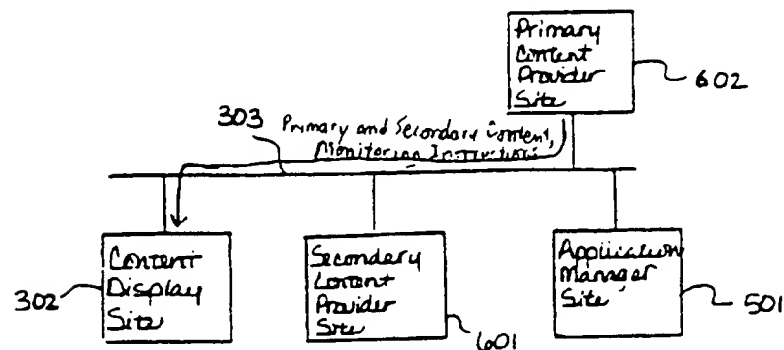 Primary
Content
Provider
Site
602
303
Primary and Secondary Content,
Monitoring Instructions
Content
Display
Site
302
Secondary
Content
Provider
Site
601
Application
Manager
Site
501